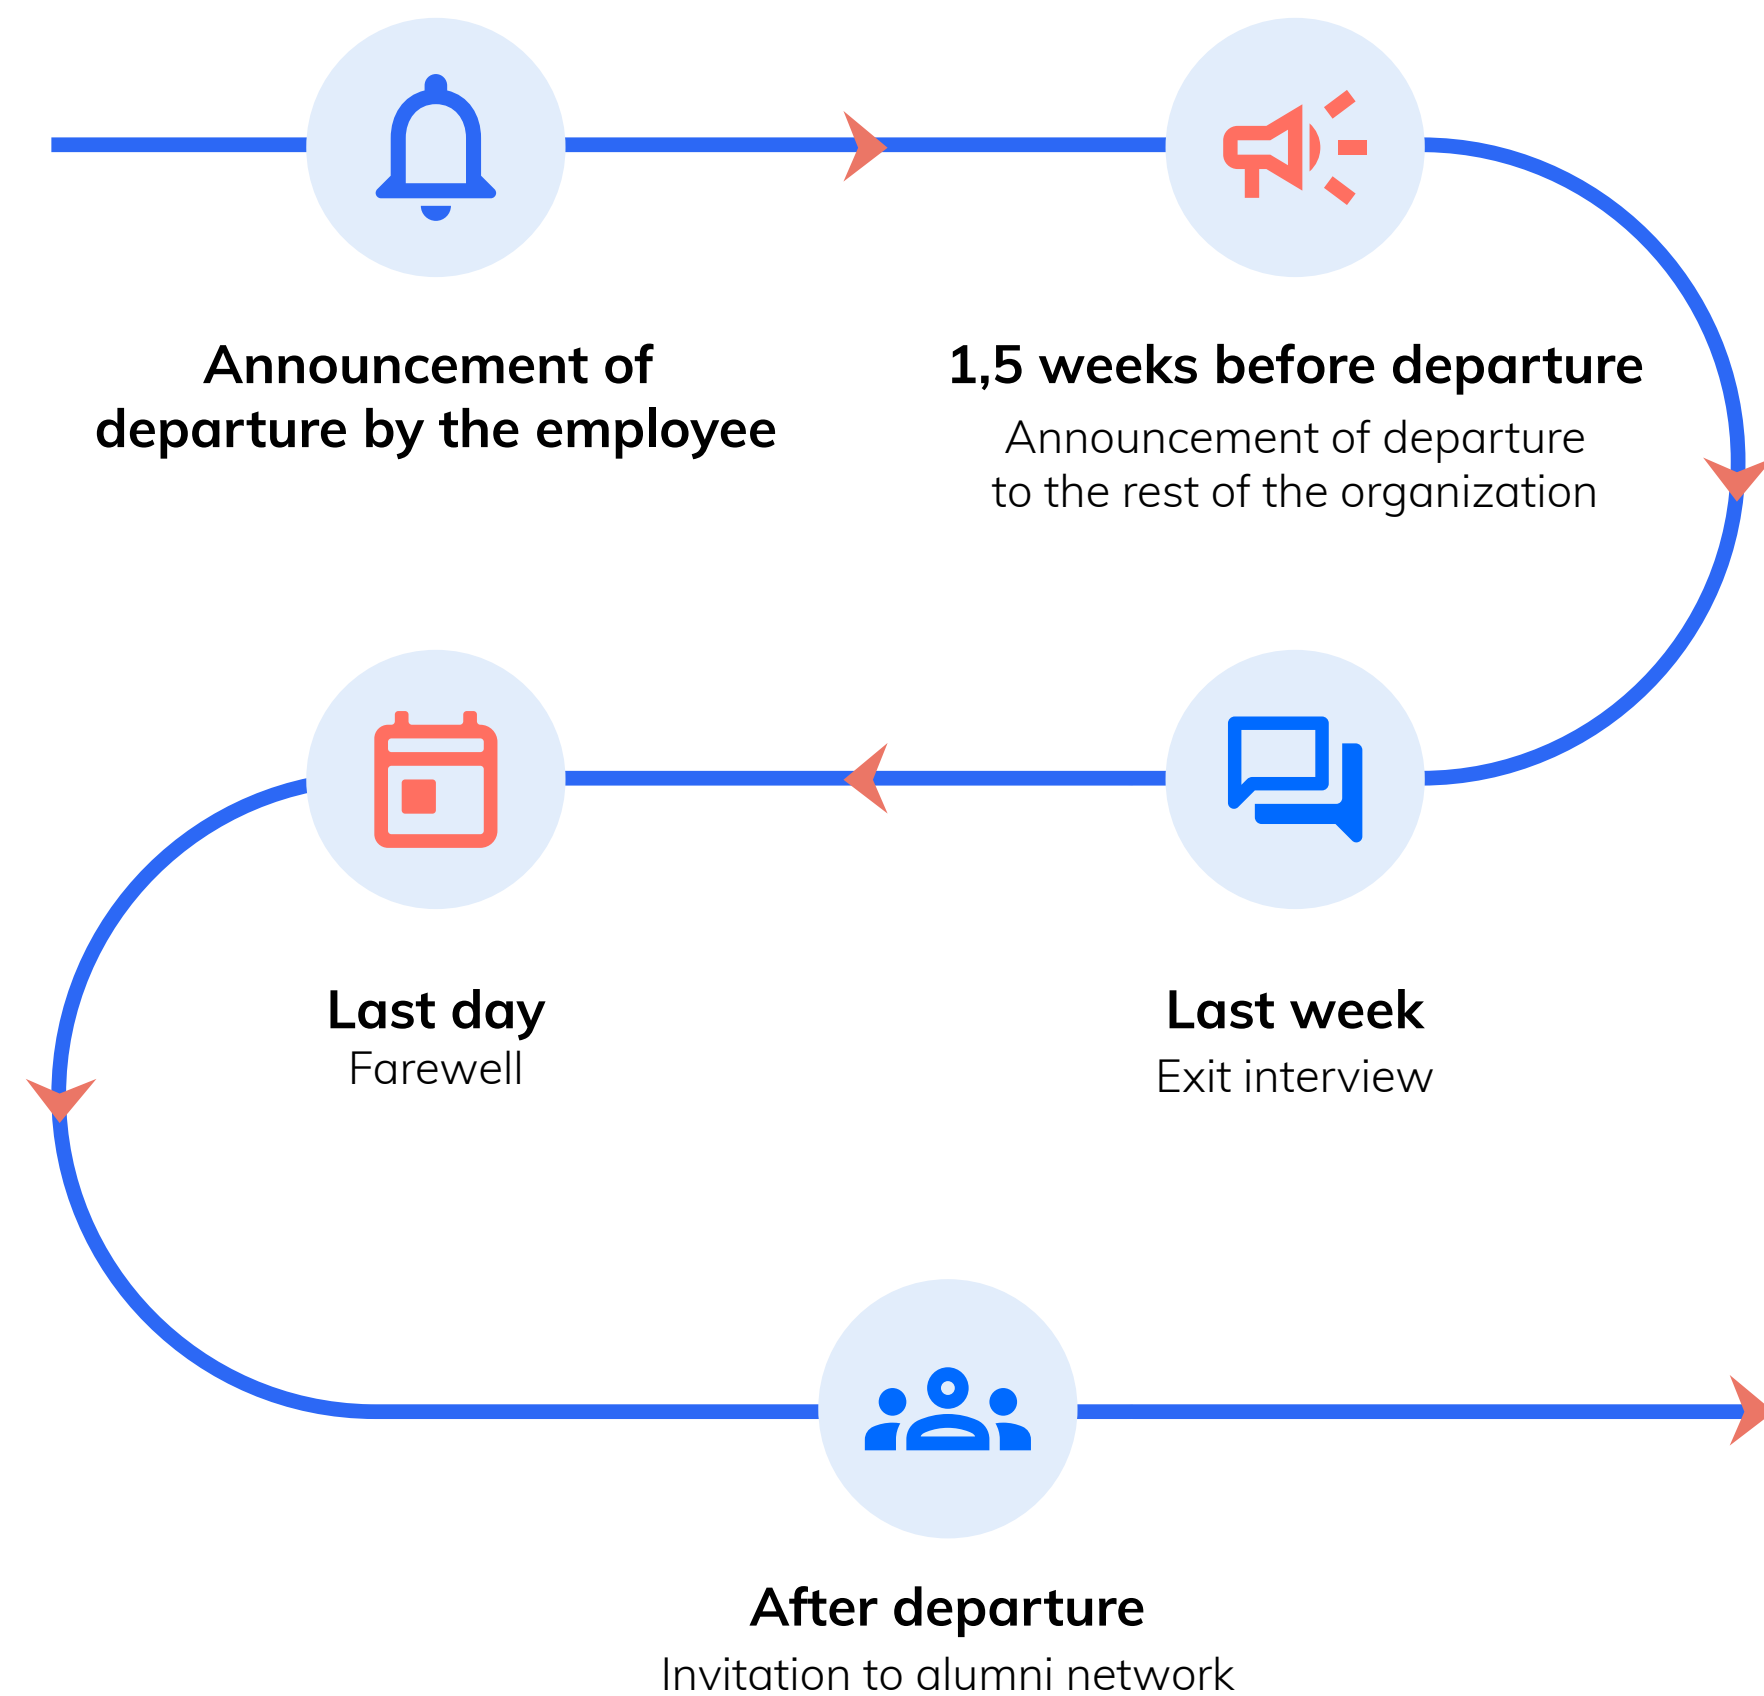 Announcement of
departure by the employee
1,5 weeks before departure
Announcement of departure
to the rest of the organization
Last week
Exit interview
Last day
Farewell
After departure
Invitation to alumni network